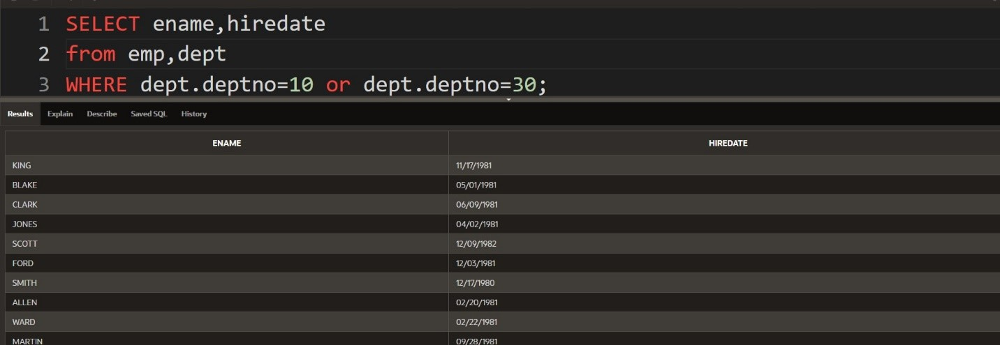 1 SELECT ename,hiredate
2 from emp,dept
3 WHERE dept.deptno=10 or dept.deptno=30;
Results Explain Describe Saved SQL History
ENAME HIREDATE
KING 11/17/1981
BLAKE 05/01/1981
CLARK 06/09/1981
JONES 04/02/1981
SCOTT 12/09/1982
FORD 12/03/1981
SMITH 12/17/1980
ALLEN 02/20/1981
WARD 02/22/1981
MARTIN 09/28/1981